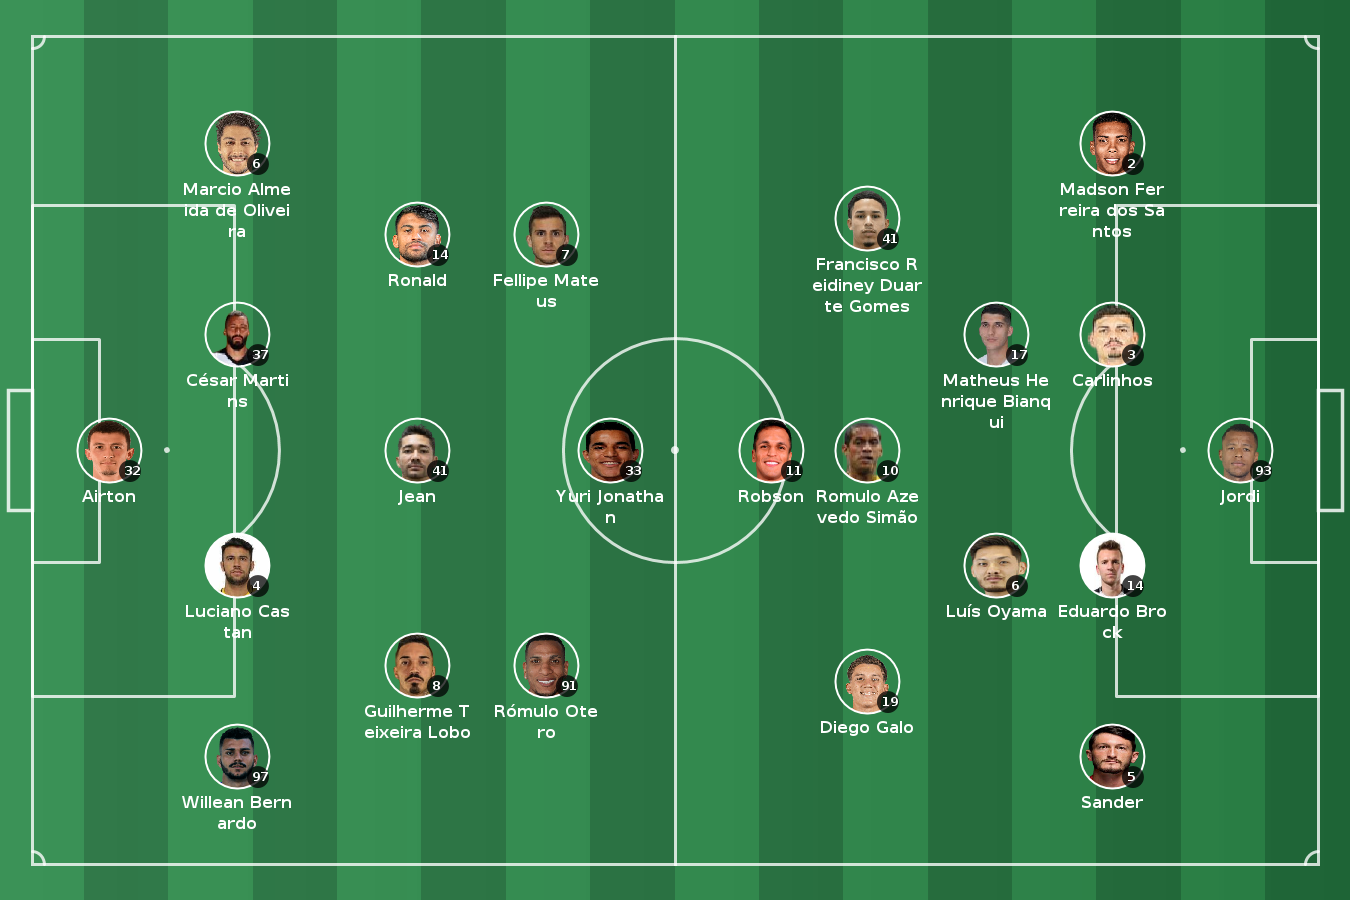 6
Marcio Alme
ida de Olivei
ra
37
César Marti
ns
32
Airton
4
Luciano Cas
tan
97
Willean Bern
ardo
14
Ronald
41
Jean
8
Guilherme T
eixeira Lobo
7
Fellipe Mate
us
91
Rómulo Ote
ro
33
Yuri Jonatha
n
11
Robson
41
Francisco R
eidiney Duar
te Gomes
10
Romulo Aze
vedo Simão
19
Diego Galo
17
Matheus He
nrique Bianq
ui
6
Luís Oyama
2
Madson Fer
reira dos Sa
ntos
3
Carlinhos
14
Eduardo Bro
ck
5
Sander
93
Jordi